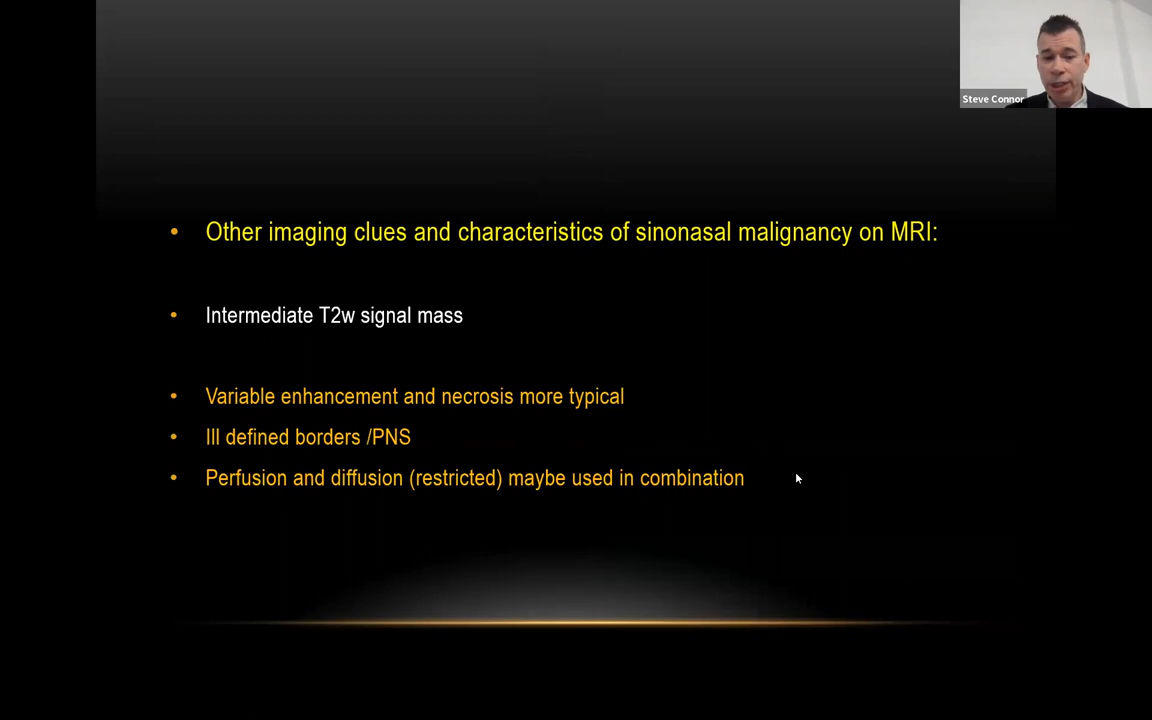 Steve Connor
• Other imaging clues and characteristics of sinonasal malignancy on MRI:
• Intermediate T2w signal mass
• Variable enhancement and necrosis more typical
• Ill defined borders /PNS
• Perfusion and diffusion (restricted) maybe used in combination